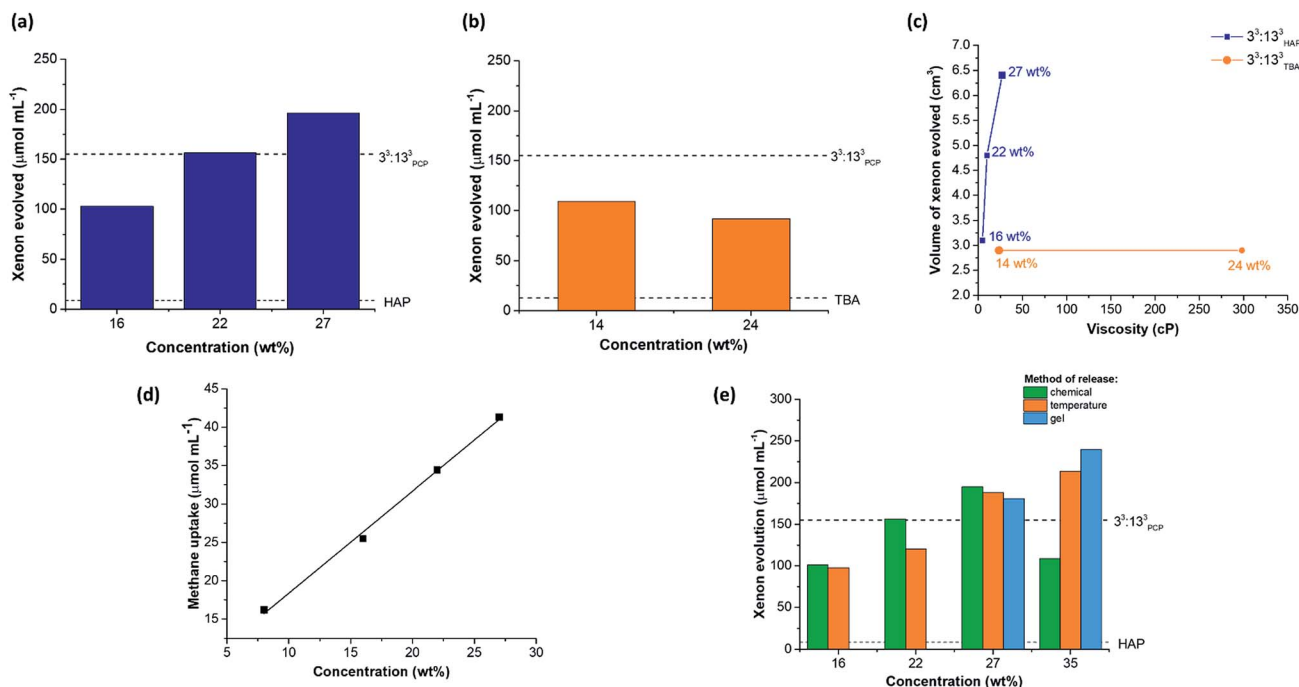 (a)
Xenon evolved (μmol mL⁻¹)
250
200
150
100
50
0
3³:13³PCP
HAP
16 22 27
Concentration (wt%)
(b)
Xenon evolved (μmol mL⁻¹)
250
200
150
100
50
0
3³:13³PCP
TBA
14 24
Concentration (wt%)
(c)
3³:13³HAP
3³:13³TBA
Volume of xenon evolved (cm³)
7.0
6.5
6.0
5.5
5.0
4.5
4.0
3.5
3.0
2.5
2.0
27 wt%
22 wt%
16 wt%
14 wt%
24 wt%
0 50 100 150 200 250 300 350
Viscosity (cP)
(d)
Methane uptake (μmol mL⁻¹)
45
40
35
30
25
20
15
5 10 15 20 25 30
Concentration (wt%)
(e)
Method of release:
chemical
temperature
gel
Xenon evolution (μmol mL⁻¹)
300
250
200
150
100
50
0
3³:13³PCP
HAP
16 22 27 35
Concentration (wt%)